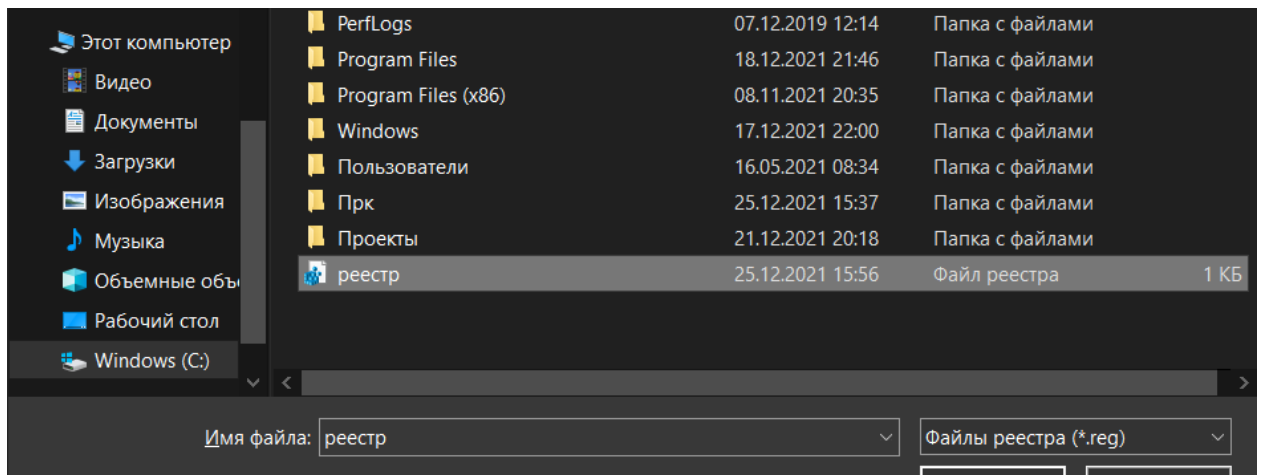 PerfLogs 07.12.2019 12:14 Папка с файлами
Этот компьютер
Program Files 18.12.2021 21:46 Папка с файлами
Видео
Program Files (x86) 08.11.2021 20:35 Папка с файлами
Документы
Windows 17.12.2021 22:00 Папка с файлами
Загрузки
Пользователи 16.05.2021 08:34 Папка с файлами
Изображения
Прк 25.12.2021 15:37 Папка с файлами
Музыка
Проекты 21.12.2021 20:18 Папка с файлами
Объемные объ
реестр 25.12.2021 15:56 Файл реестра 1 КБ
Рабочий стол
Windows (C:)
Имя файла: реестр Файлы реестра (*.reg)